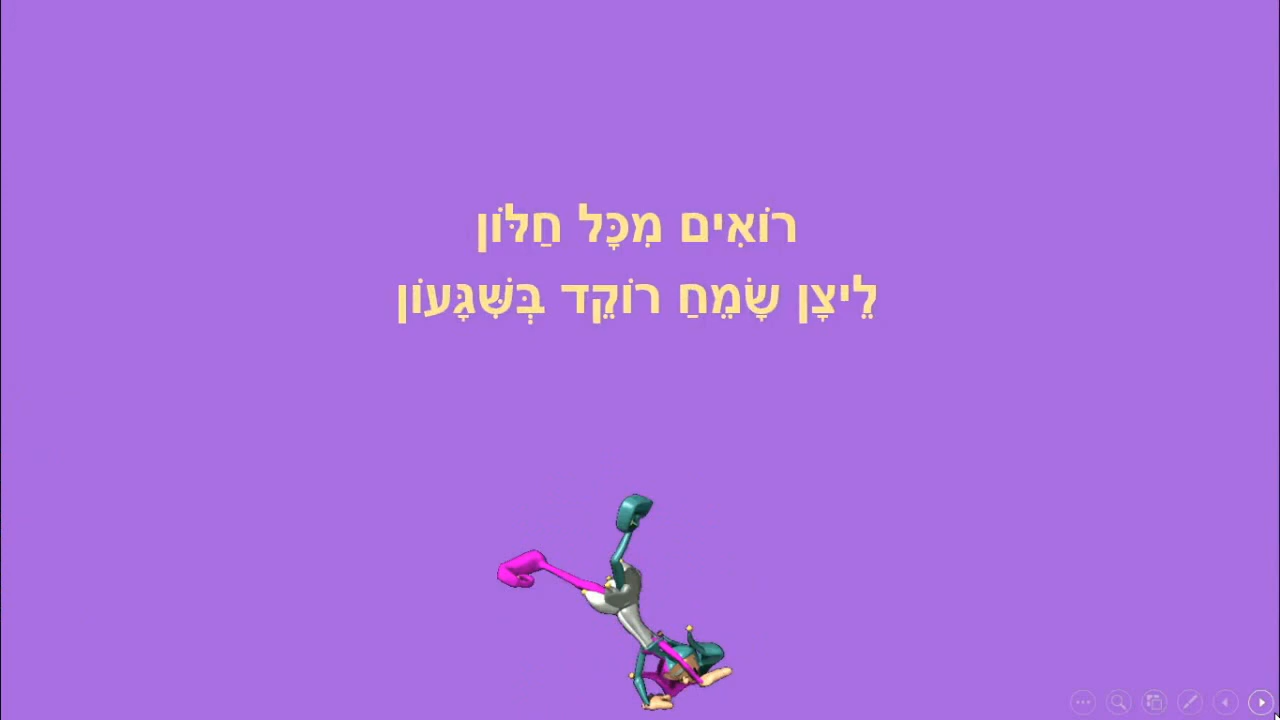 רוֹאִים מִכָּל חַלּוֹן
לֵיצָן שָׂמֵחַ רוֹקֵד בְּשִׁגָּעוֹן